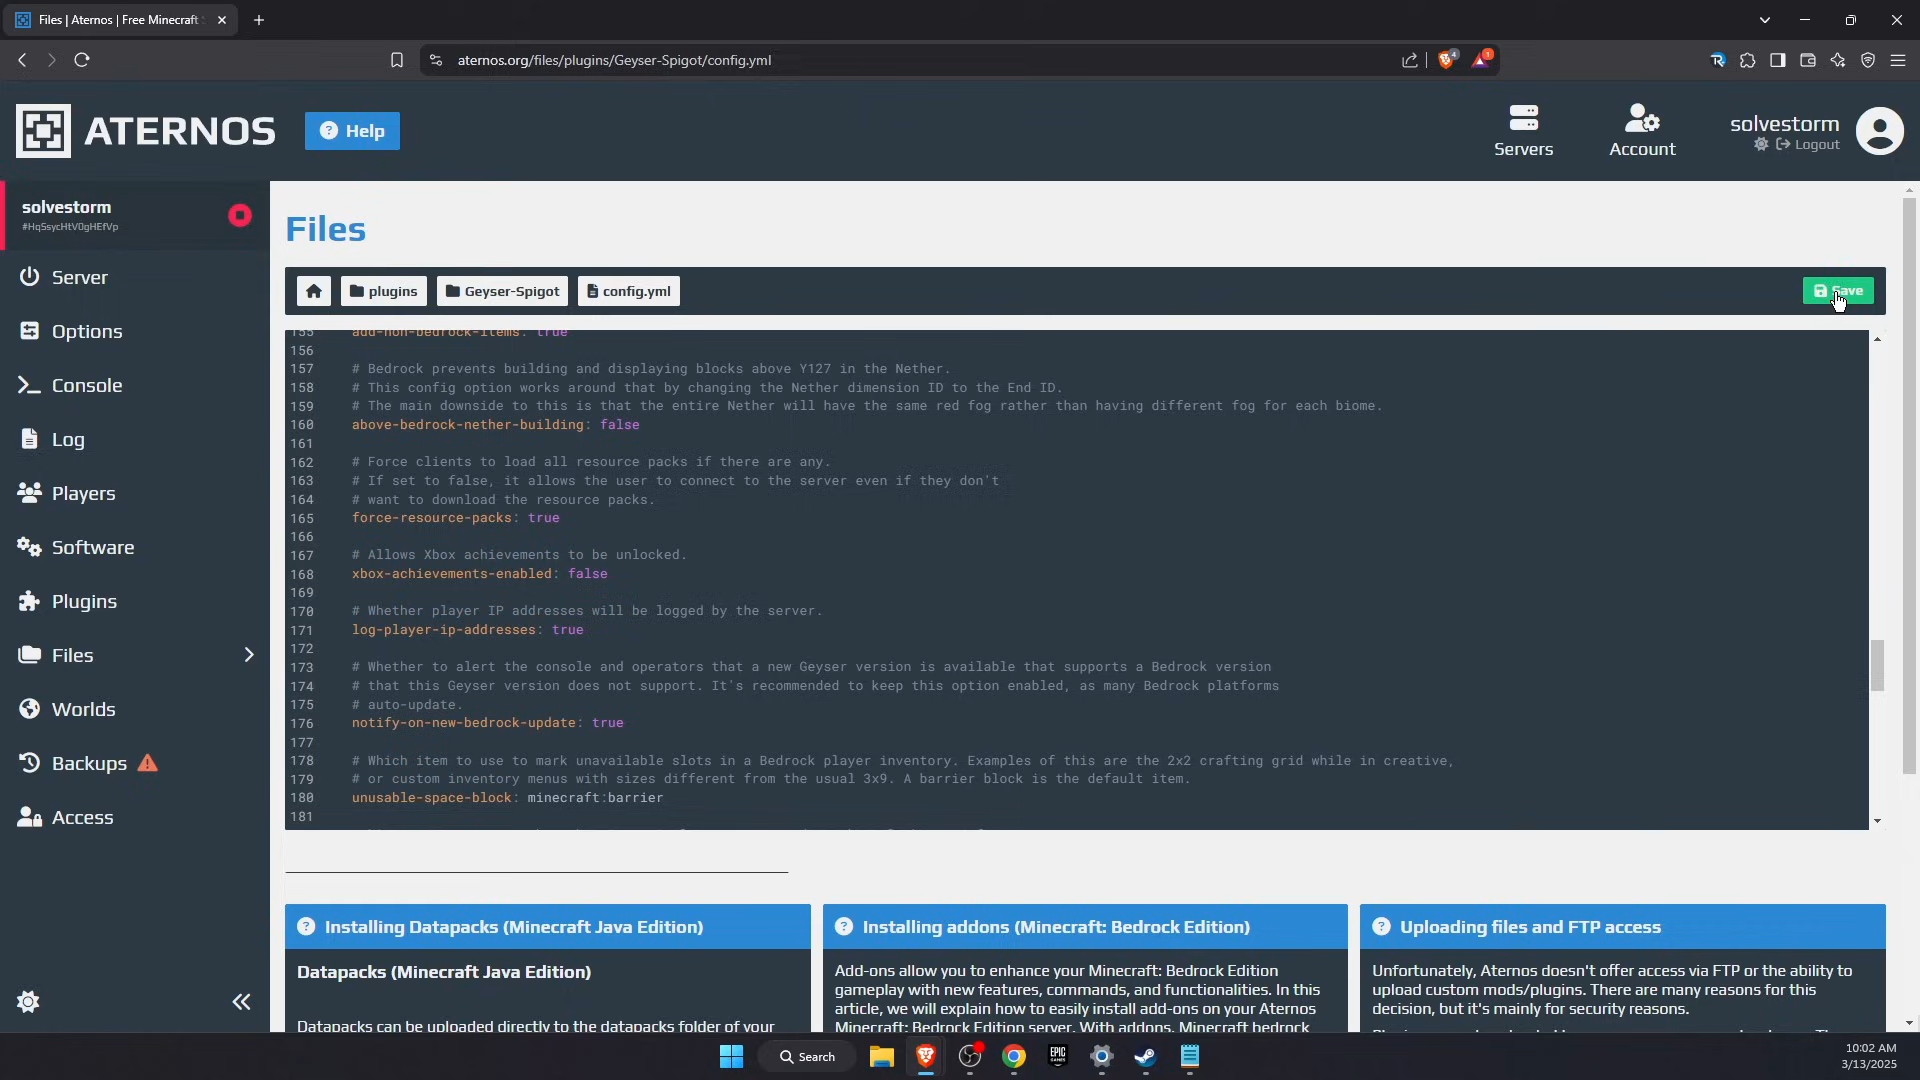 Files | Aternos | Free Minecraft
aternos.org/files/plugins/Geyser-Spigot/config.yml
4
1
ATERNOS
Help
Servers
Account
solvestorm
Logout
solvestorm
Server
Options
Console
Log
Players
Software
Plugins
Files
Worlds
Backups
Access
Files
plugins
Geyser-Spigot
config.yml
Save
155 add-non-bedrock-items: true
156
157 # Bedrock prevents building and displaying blocks above Y127 in the Nether.
158 # This config option works around that by changing the Nether dimension ID to the End ID.
159 # The main downside to this is that the entire Nether will have the same red fog rather than having different fog for each biome.
160 above-bedrock-nether-building: false
161
162 # Force clients to load all resource packs if there are any.
163 # If set to false, it allows the user to connect to the server even if they don't
164 # want to download the resource packs.
165 force-resource-packs: true
166
167 # Allows Xbox achievements to be unlocked.
168 xbox-achievements-enabled: false
169
170 # Whether player IP addresses will be logged by the server.
171 log-player-ip-addresses: true
172
173 # Whether to alert the console and operators that a new Geyser version is available that supports a Bedrock version
174 # that this Geyser version does not support. It's recommended to keep this option enabled, as many Bedrock platforms
175 # auto-update.
176 notify-on-new-bedrock-update: true
177
178 # Which item to use to mark unavailable slots in a Bedrock player inventory. Examples of this are the 2x2 crafting grid while in creative,
179 # or custom inventory menus with sizes different from the usual 3x9. A barrier block is the default item.
180 unusable-space-block: minecraft:barrier
181
Installing Datapacks (Minecraft Java Edition)
Datapacks (Minecraft Java Edition)
Datapacks can be uploaded directly to the datapacks folder of your
Installing addons (Minecraft: Bedrock Edition)
Add-ons allow you to enhance your Minecraft: Bedrock Edition
gameplay with new features, commands, and functionalities. In this
article, we will explain how to easily install add-ons on your Aternos
Minecraft: Bedrock Edition server. With addons, Minecraft bedrock
Uploading files and FTP access
Unfortunately, Aternos doesn't offer access via FTP or the ability to
upload custom mods/plugins. There are many reasons for this
decision, but it's mainly for security reasons.
Search
EPIC
GAMES
10:02 AM
3/13/2025